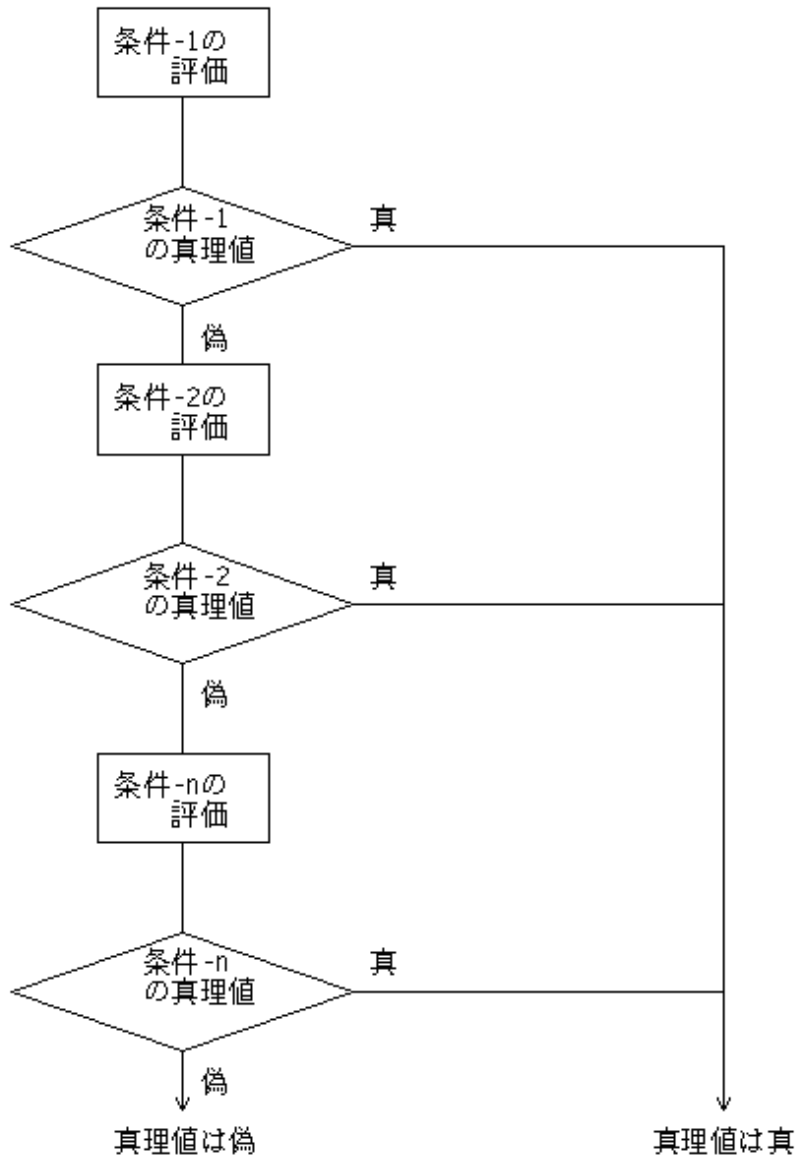 条件-1の
評価
条件-1
の真理値
真
偽
条件-2の
評価
条件-2
の真理値
真
偽
条件-nの
評価
条件-n
の真理値
真
偽
真理値は偽
真理値は真